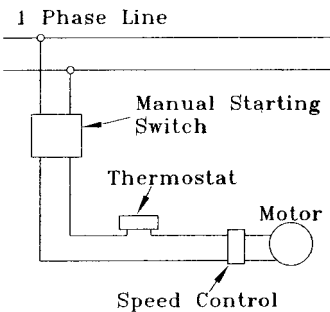 1 Phase Line
Manual Starting
Switch
Thermostat
Motor
Speed Control